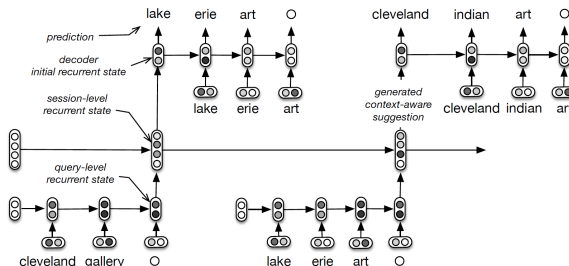 lake erie art
prediction
decoder
initial recurrent state
lake erie art
session-level
recurrent state
query-level
recurrent state
cleveland gallery
cleveland indian art
generated
context-aware
suggestion
cleveland indian
lake erie art